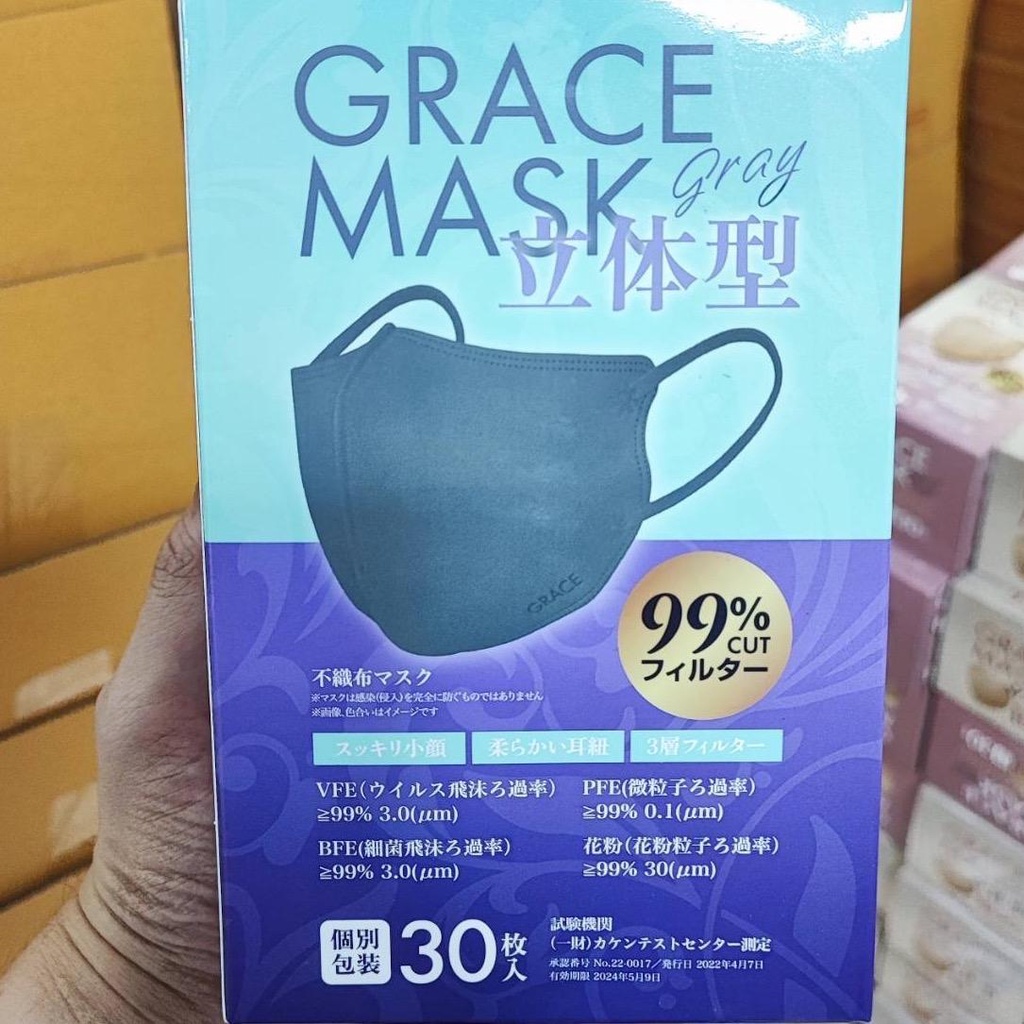 GRACE
MASK gray
立体型
GRACE
99%
CUT
フィルター
不織布マスク
※マスクは感染(侵入)を完全に防ぐものではありません
※画像、色合いはイメージです
スッキリ小顔 柔らかい耳紐 3層フィルター
VFE(ウイルス飛沫ろ過率) PFE(微粒子ろ過率)
≧99% 3.0(μm) ≧99% 0.1(μm)
BFE(細菌飛沫ろ過率) 花粉(花粉粒子ろ過率)
≧99% 3.0(μm) ≧99% 30(μm)
個別
包装
30枚入
試験機関
(一財)カケンテストセンター測定
承認番号 No.22-0017/発行日 2022年4月7日
有効期限 2024年5月9日